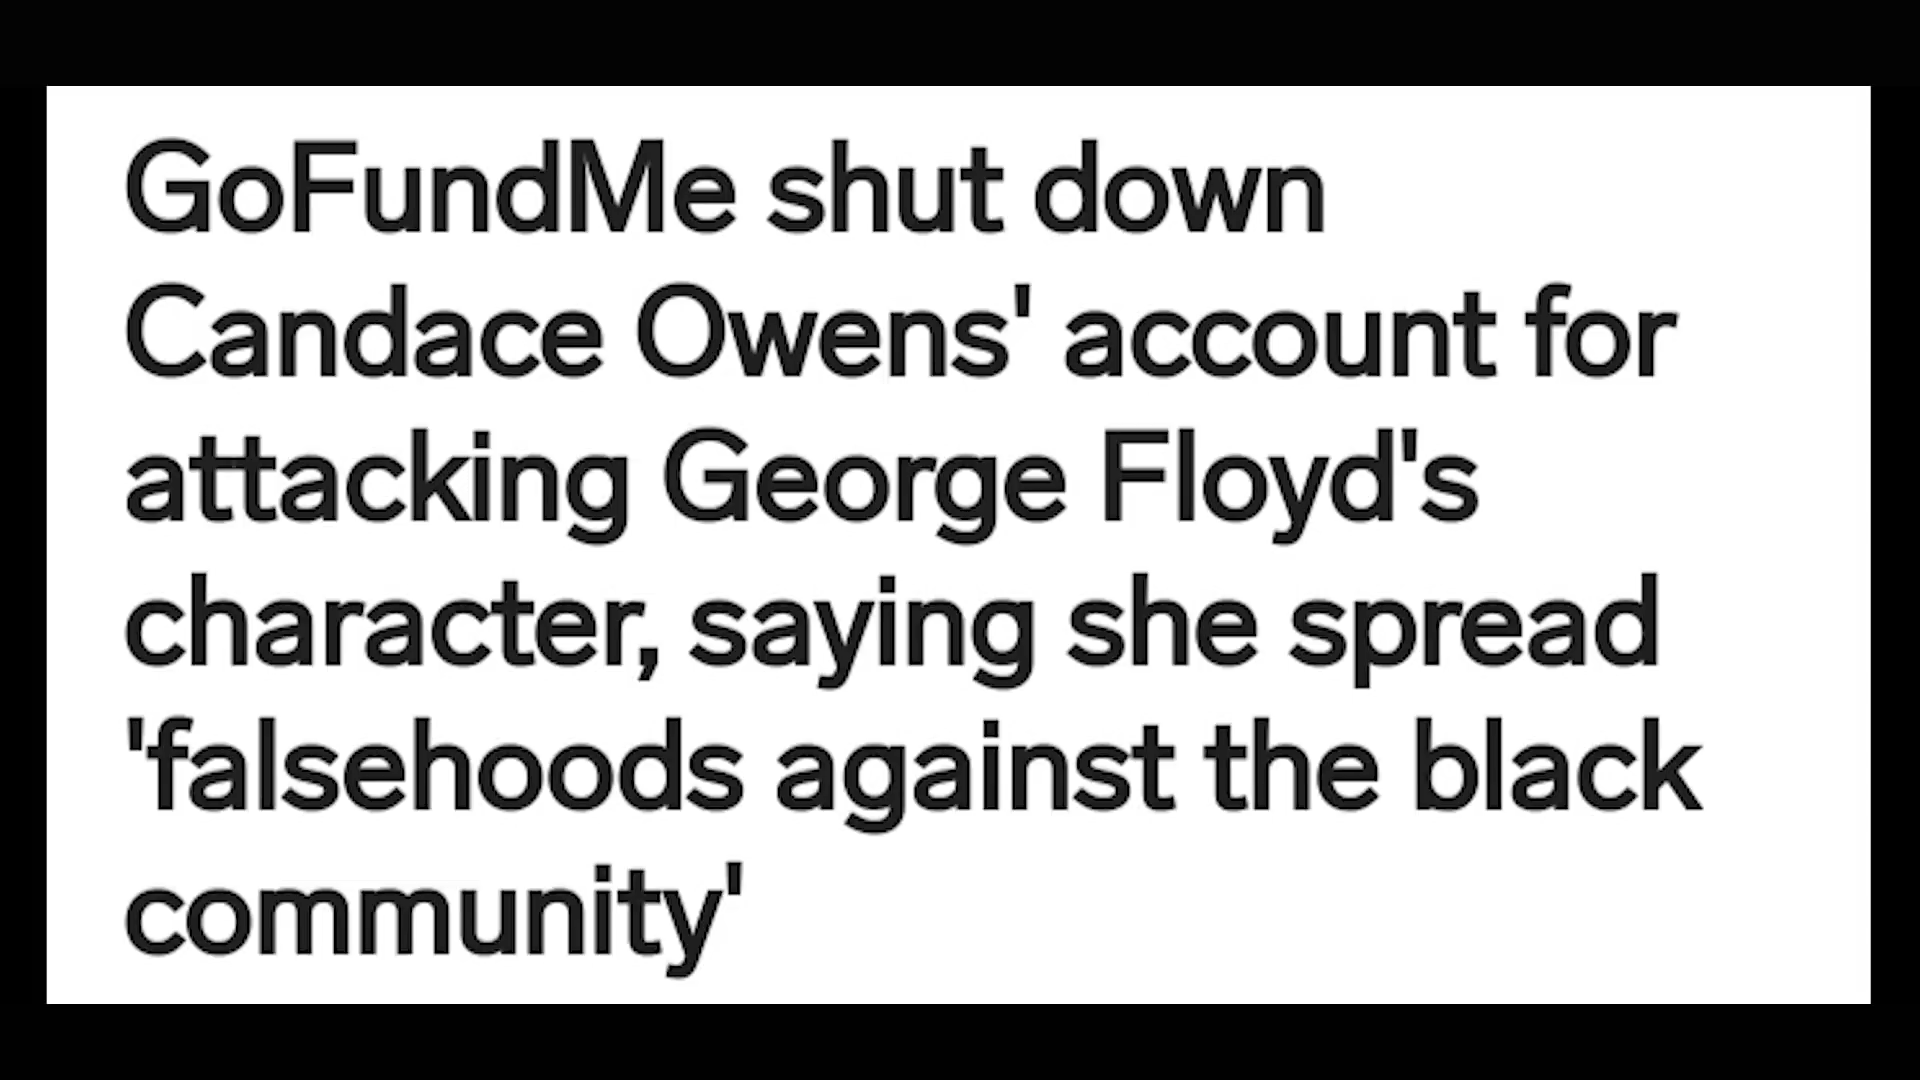 GoFundMe shut down
Candace Owens' account for
attacking George Floyd's
character, saying she spread
'falsehoods against the black
community'